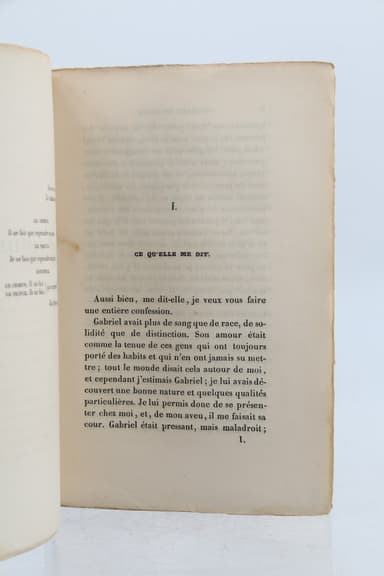 I.
CE QU'ELLE ME DIT.
Aussi bien, me dit-elle, je veux vous faire
une entière confession.
Gabriel avait plus de sang que de race, de so-
lidité que de distinction. Son amour était
comme la tenue de ces gens qui ont toujours
porté des habits et qui n'en ont jamais su met-
tre; tout le monde disait cela autour de moi,
et cependant j'estimais Gabriel; je lui avais dé-
couvert une bonne nature et quelques qualités
particulières. Je lui permis donc de se présen-
ter chez moi, et, de mon aveu, il me faisait sa
cour. Gabriel était pressant, mais maladroit;
1.